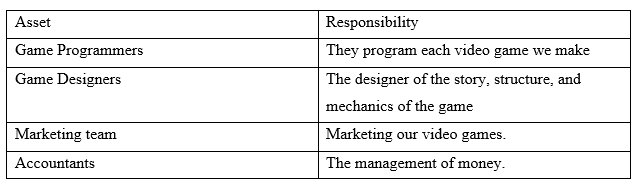 Asset Responsibility
Game Programmers They program each video game we make
Game Designers The designer of the story, structure, and
mechanics of the game
Marketing team Marketing our video games.
Accountants The management of money.